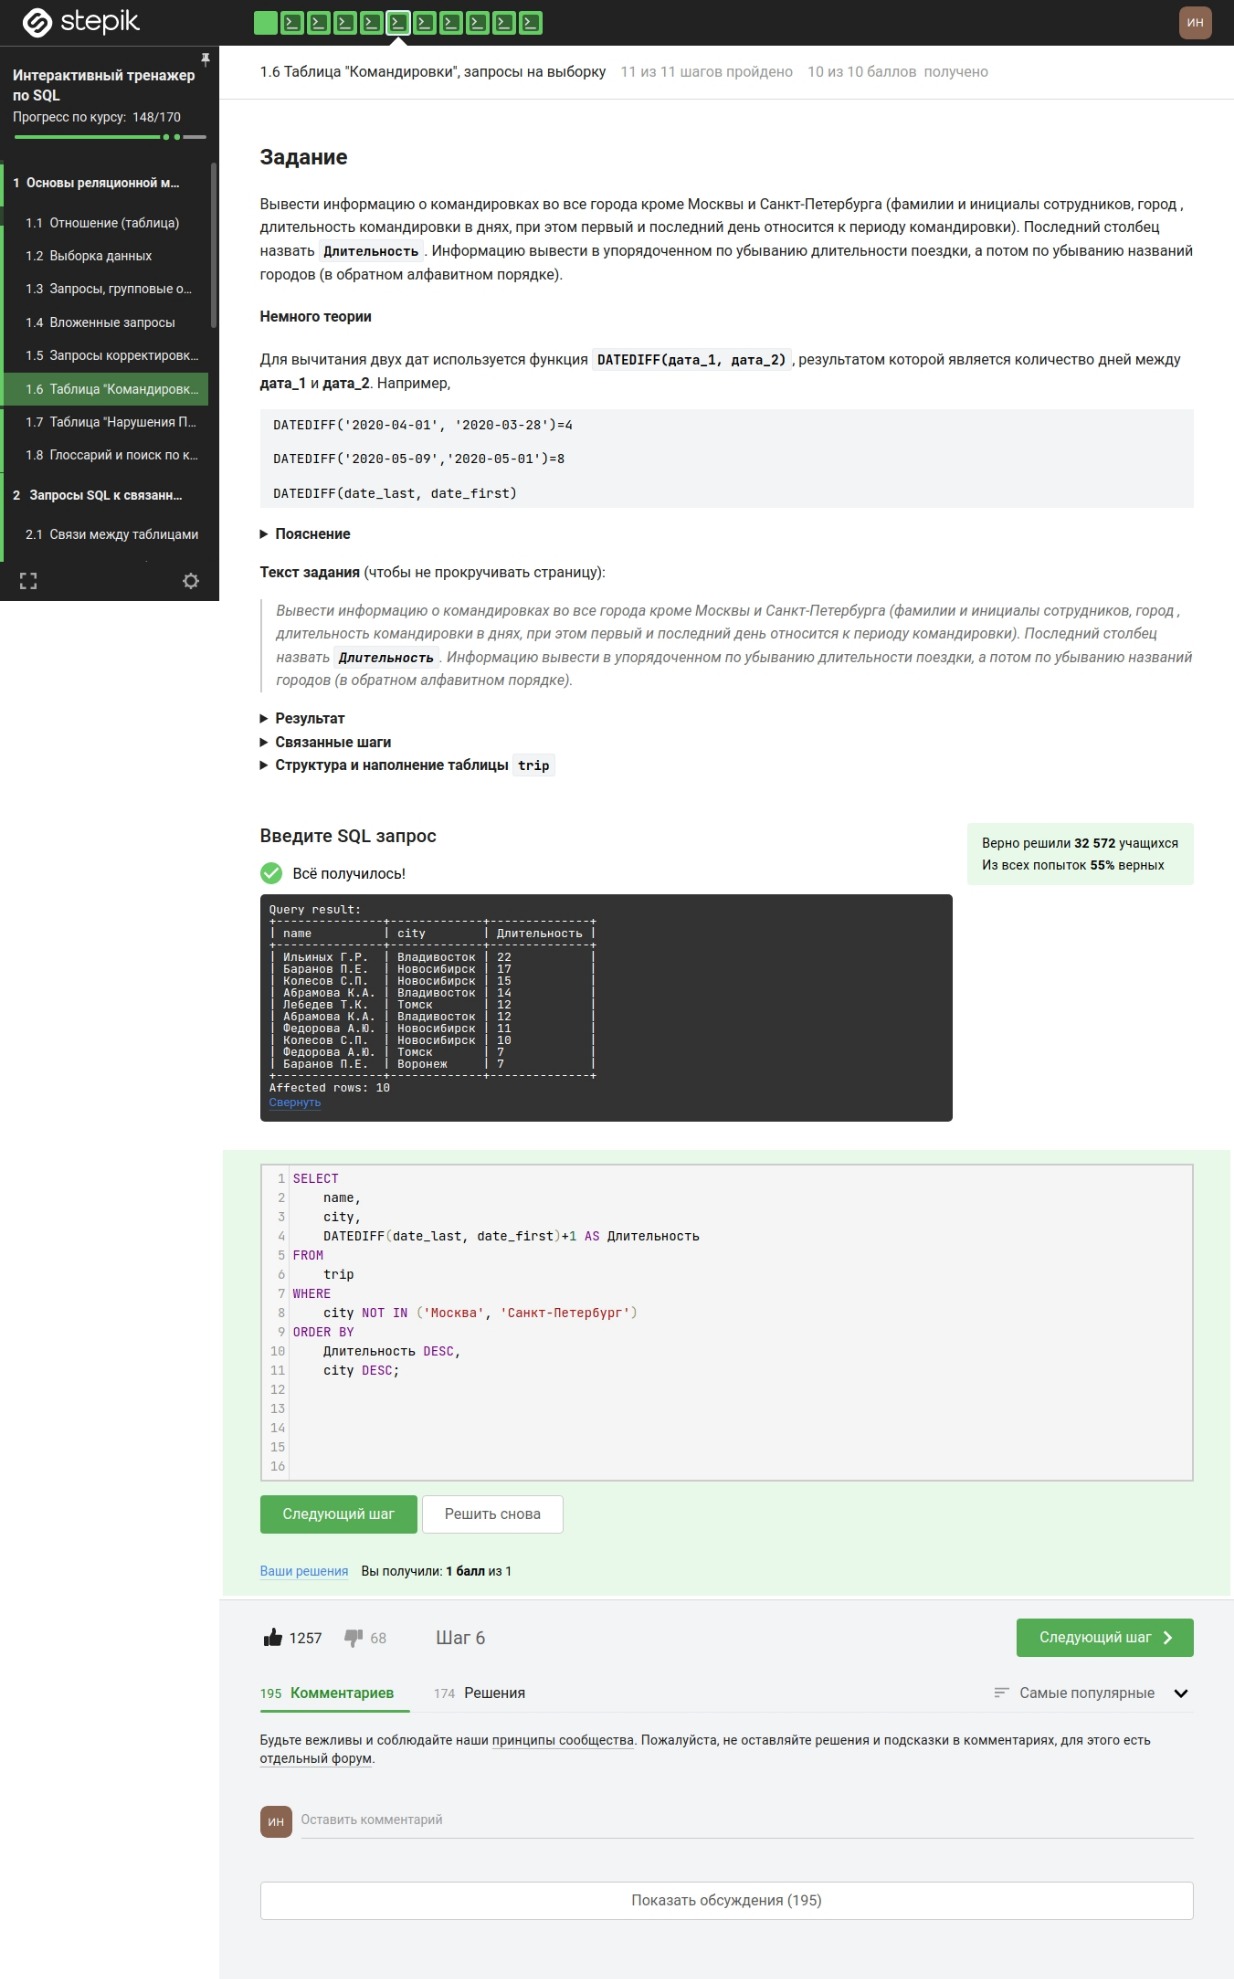 stepik
ИН
Интерактивный тренажер
по SQL
Прогресс по курсу: 148/170
1 Основы реляционной м...
1.1 Отношение (таблица)
1.2 Выборка данных
1.3 Запросы, групповые о...
1.4 Вложенные запросы
1.5 Запросы корректировк...
1.6 Таблица "Командировк...
1.7 Таблица "Нарушения П...
1.8 Глоссарий и поиск по к...
2 Запросы SQL к связанн...
2.1 Связи между таблицами
1.6 Таблица "Командировки", запросы на выборку 11 из 11 шагов пройдено 10 из 10 баллов получено
Задание
Вывести информацию о командировках во все города кроме Москвы и Санкт-Петербурга (фамилии и инициалы сотрудников, город ,
длительность командировки в днях, при этом первый и последний день относится к периоду командировки). Последний столбец
назвать Длительность. Информацию вывести в упорядоченном по убыванию длительности поездки, а потом по убыванию названий
городов (в обратном алфавитном порядке).
Немного теории
Для вычитания двух дат используется функция DATEDIFF(дата_1, дата_2), результатом которой является количество дней между
дата_1 и дата_2. Например,
DATEDIFF('2020-04-01', '2020-03-28')=4
DATEDIFF('2020-05-09','2020-05-01')=8
DATEDIFF(date_last, date_first)
Пояснение
Текст задания (чтобы не прокручивать страницу):
Вывести информацию о командировках во все города кроме Москвы и Санкт-Петербурга (фамилии и инициалы сотрудников, город ,
длительность командировки в днях, при этом первый и последний день относится к периоду командировки). Последний столбец
назвать Длительность. Информацию вывести в упорядоченном по убыванию длительности поездки, а потом по убыванию названий
городов (в обратном алфавитном порядке).
Результат
Связанные шаги
Структура и наполнение таблицы trip
Введите SQL запрос
Верно решили 32 572 учащихся
Из всех попыток 55% верных
Всё получилось!
Query result:
+--------------+-------------+--------------+
| name | city | Длительность |
+--------------+-------------+--------------+
| Ильиных Г.Р. | Владивосток | 22 |
| Баранов П.Е. | Новосибирск | 17 |
| Колесов С.П. | Новосибирск | 15 |
| Абрамова К.А. | Владивосток | 14 |
| Лебедев Т.К. | Томск | 12 |
| Абрамова К.А. | Владивосток | 12 |
| Федорова А.Ю. | Новосибирск | 11 |
| Колесов С.П. | Новосибирск | 10 |
| Федорова А.Ю. | Томск | 7 |
| Баранов П.Е. | Воронеж | 7 |
+--------------+-------------+--------------+
Affected rows: 10
Свернуть
1 SELECT
2 name,
3 city,
4 DATEDIFF(date_last, date_first)+1 AS Длительность
5 FROM
6 trip
7 WHERE
8 city NOT IN ('Москва', 'Санкт-Петербург')
9 ORDER BY
10 Длительность DESC,
11 city DESC;
12
13
14
15
16
Следующий шаг Решить снова
Ваши решения Вы получили: 1 балл из 1
1257 68 Шаг 6 Следующий шаг
195 Комментариев 174 Решения Самые популярные
Будьте вежливы и соблюдайте наши принципы сообщества. Пожалуйста, не оставляйте решения и подсказки в комментариях, для этого есть
отдельный форум.
ИН Оставить комментарий
Показать обсуждения (195)